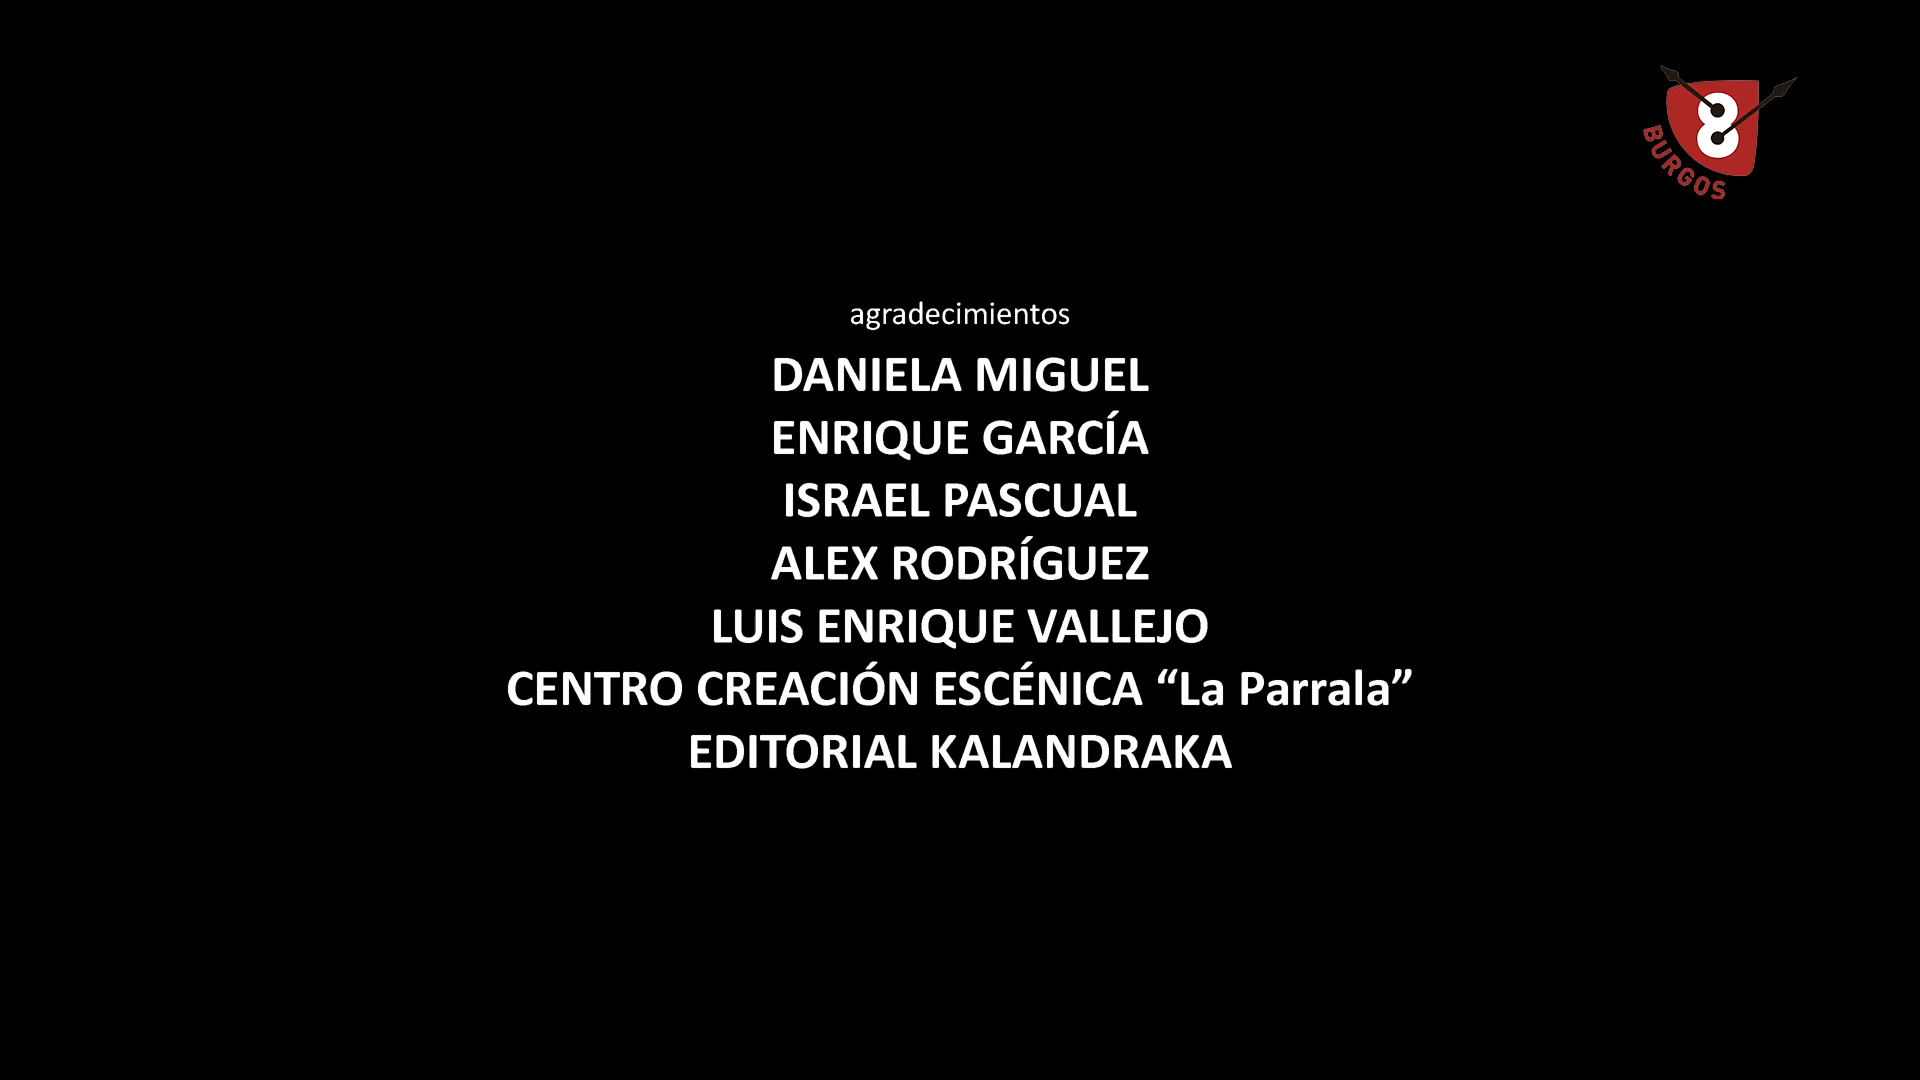 8
BURGOS
agradecimientos
DANIELA MIGUEL
ENRIQUE GARCÍA
ISRAEL PASCUAL
ALEX RODRÍGUEZ
LUIS ENRIQUE VALLEJO
CENTRO CREACIÓN ESCÉNICA “La Parrala”
EDITORIAL KALANDRAKA